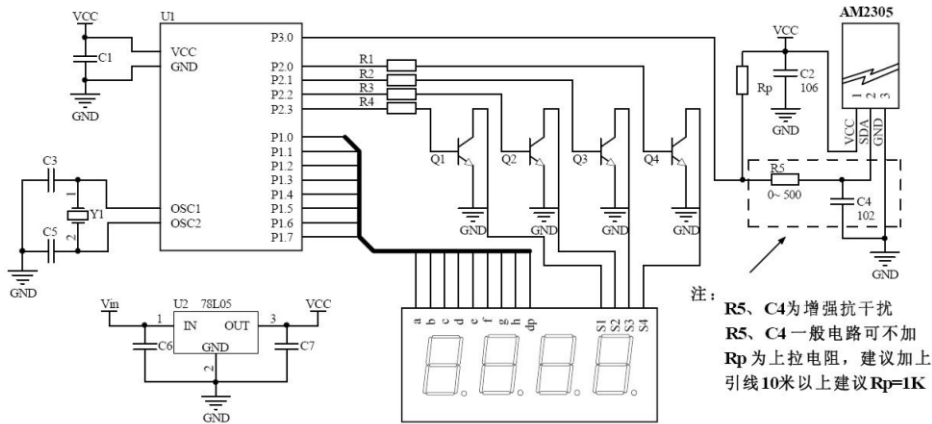 VCC
C1
GND
U1
VCC
GND
OSC1
OSC2
P3.0
P2.0
P2.1
P2.2
P2.3
P1.0
P1.1
P1.2
P1.3
P1.4
P1.5
P1.6
P1.7
R1
R2
R3
R4
Q1
Q2
Q3
Q4
GND
GND
GND
GND
C3
C5
1
2
Y1
GND
Vin
U2 78L05
VCC
1
IN
OUT
3
GND
2
C6
C7
GND
a
b
c
d
e
f
g
h
dp
S1
S2
S3
S4
AM2305
VCC
Rp
C2
106
GND
1
2
3
VCC
SDA
GND
R5
0~ 500
C4
102
GND
注：
R5、C4为增强抗干扰
R5、C4 一般电路可不加
Rp 为上拉电阻，建议加上
引线10米以上建议Rp=1K